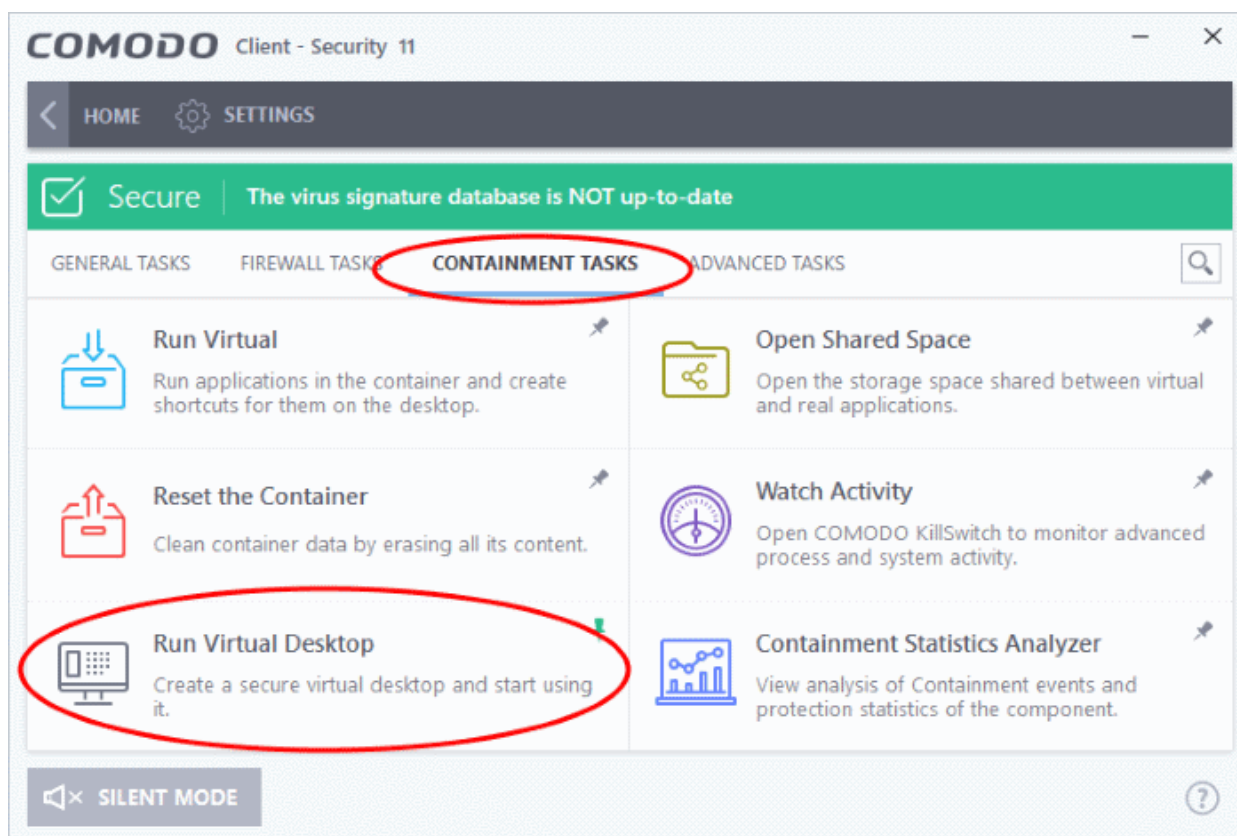 COMODO Client - Security 11
HOME SETTINGS
Secure The virus signature database is NOT up-to-date
GENERAL TASKS FIREWALL TASKS CONTAINMENT TASKS ADVANCED TASKS
Run Virtual
Run applications in the container and create
shortcuts for them on the desktop.
Open Shared Space
Open the storage space shared between virtual
and real applications.
Reset the Container
Clean container data by erasing all its content.
Watch Activity
Open COMODO KillSwitch to monitor advanced
process and system activity.
Run Virtual Desktop
Create a secure virtual desktop and start using
it.
Containment Statistics Analyzer
View analysis of Containment events and
protection statistics of the component.
SILENT MODE
?